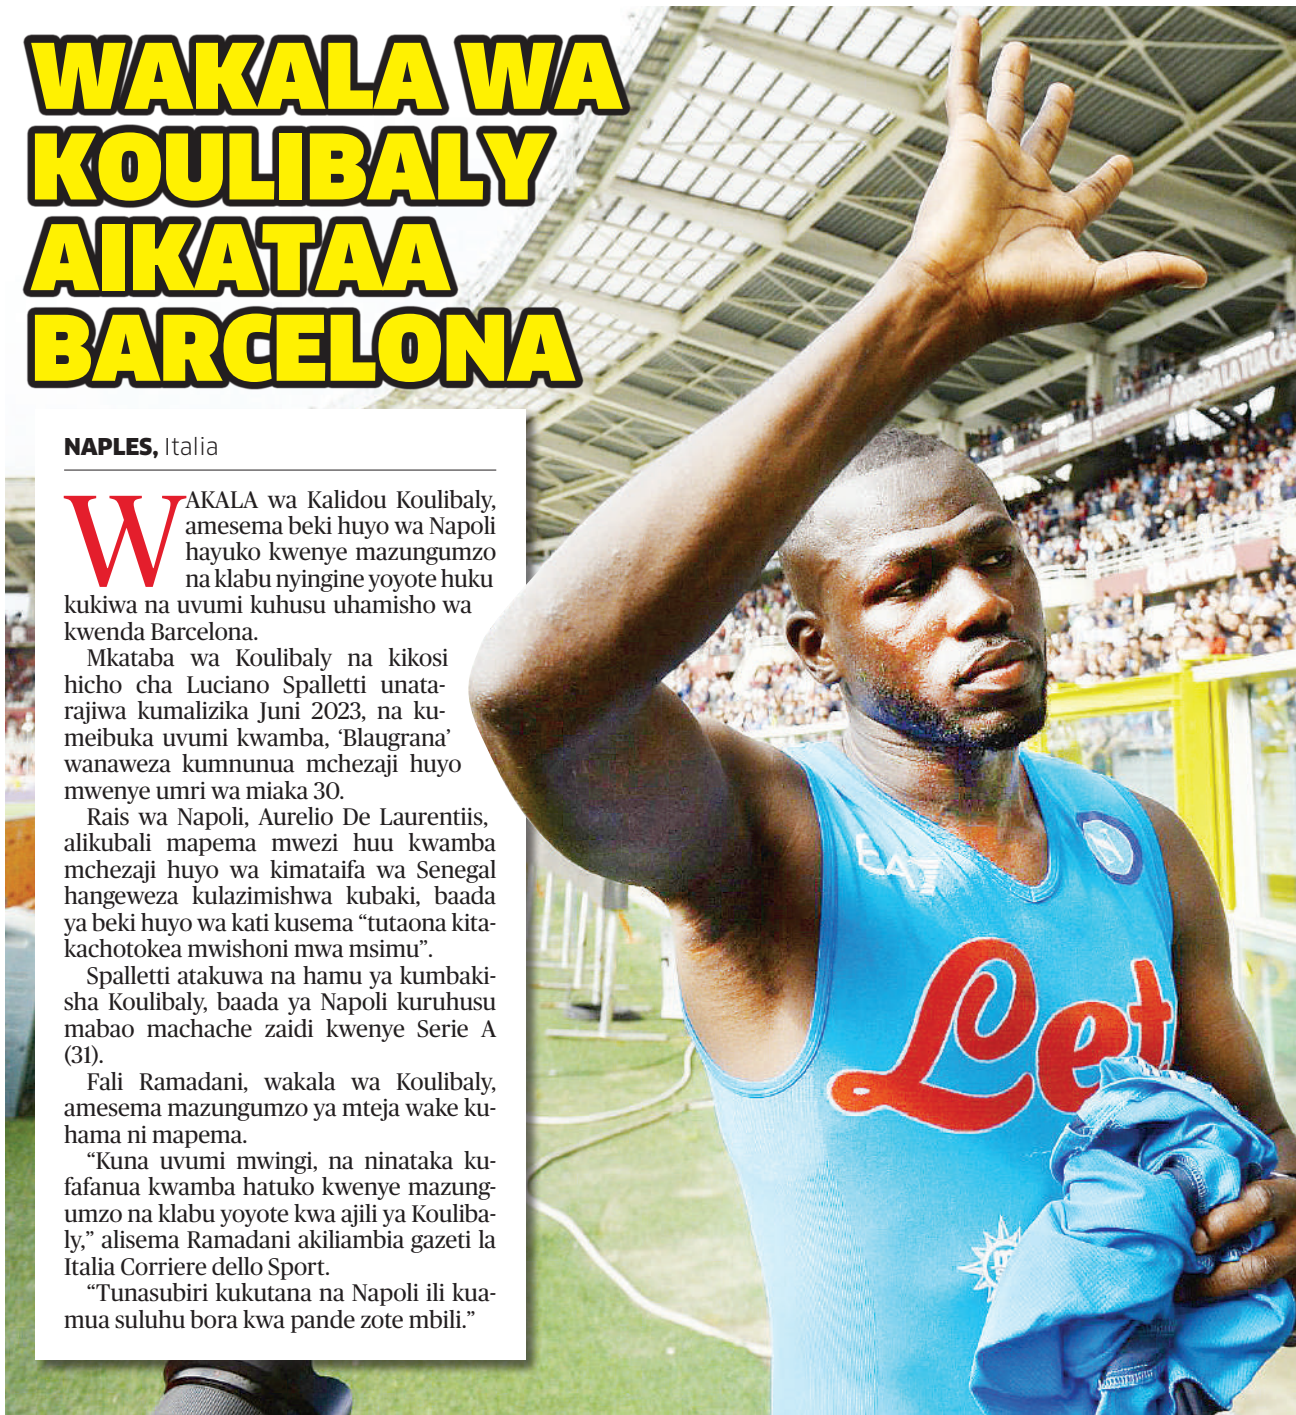 WAKALA WA
KOULIBALY
AIKATAA
BARCELONA
NAPLES, Italia
WAKALA wa Kalidou Koulibaly,
amesema beki huyo wa Napoli
hayuko kwenye mazungumzo
na klabu nyingine yoyote huku
kukiwa na uvumi kuhusu uhamisho wa
kwenda Barcelona.
Mkataba wa Koulibaly na kikosi
hicho cha Luciano Spalletti unata-
rajiwa kumalizika Juni 2023, na ku-
meibuka uvumi kwamba, ‘Blaugrana’
wanaweza kumnunua mchezaji huyo
mwenye umri wa miaka 30.
Rais wa Napoli, Aurelio De Laurentiis,
alikubali mapema mwezi huu kwamba
mchezaji huyo wa kimataifa wa Senegal
hangeweza kulazimishwa kubaki, baada
ya beki huyo wa kati kusema “tutaona kita-
kachotokea mwishoni mwa msimu”.
Spalletti atakuwa na hamu ya kumbaki-
sha Koulibaly, baada ya Napoli kuruhusu
mabao machache zaidi kwenye Serie A
(31).
Fali Ramadani, wakala wa Koulibaly,
amesema mazungumzo ya mteja wake ku-
hama ni mapema.
“Kuna uvumi mwingi, na ninataka ku-
fafanua kwamba hatuko kwenye mazung-
umzo na klabu yoyote kwa ajili ya Kouliba-
ly,” alisema Ramadani akiliambia gazeti la
Italia Corriere dello Sport.
“Tunasubiri kukutana na Napoli ili kua-
mua suluhu bora kwa pande zote mbili.”
EA7
N
Lete
(Beretta)